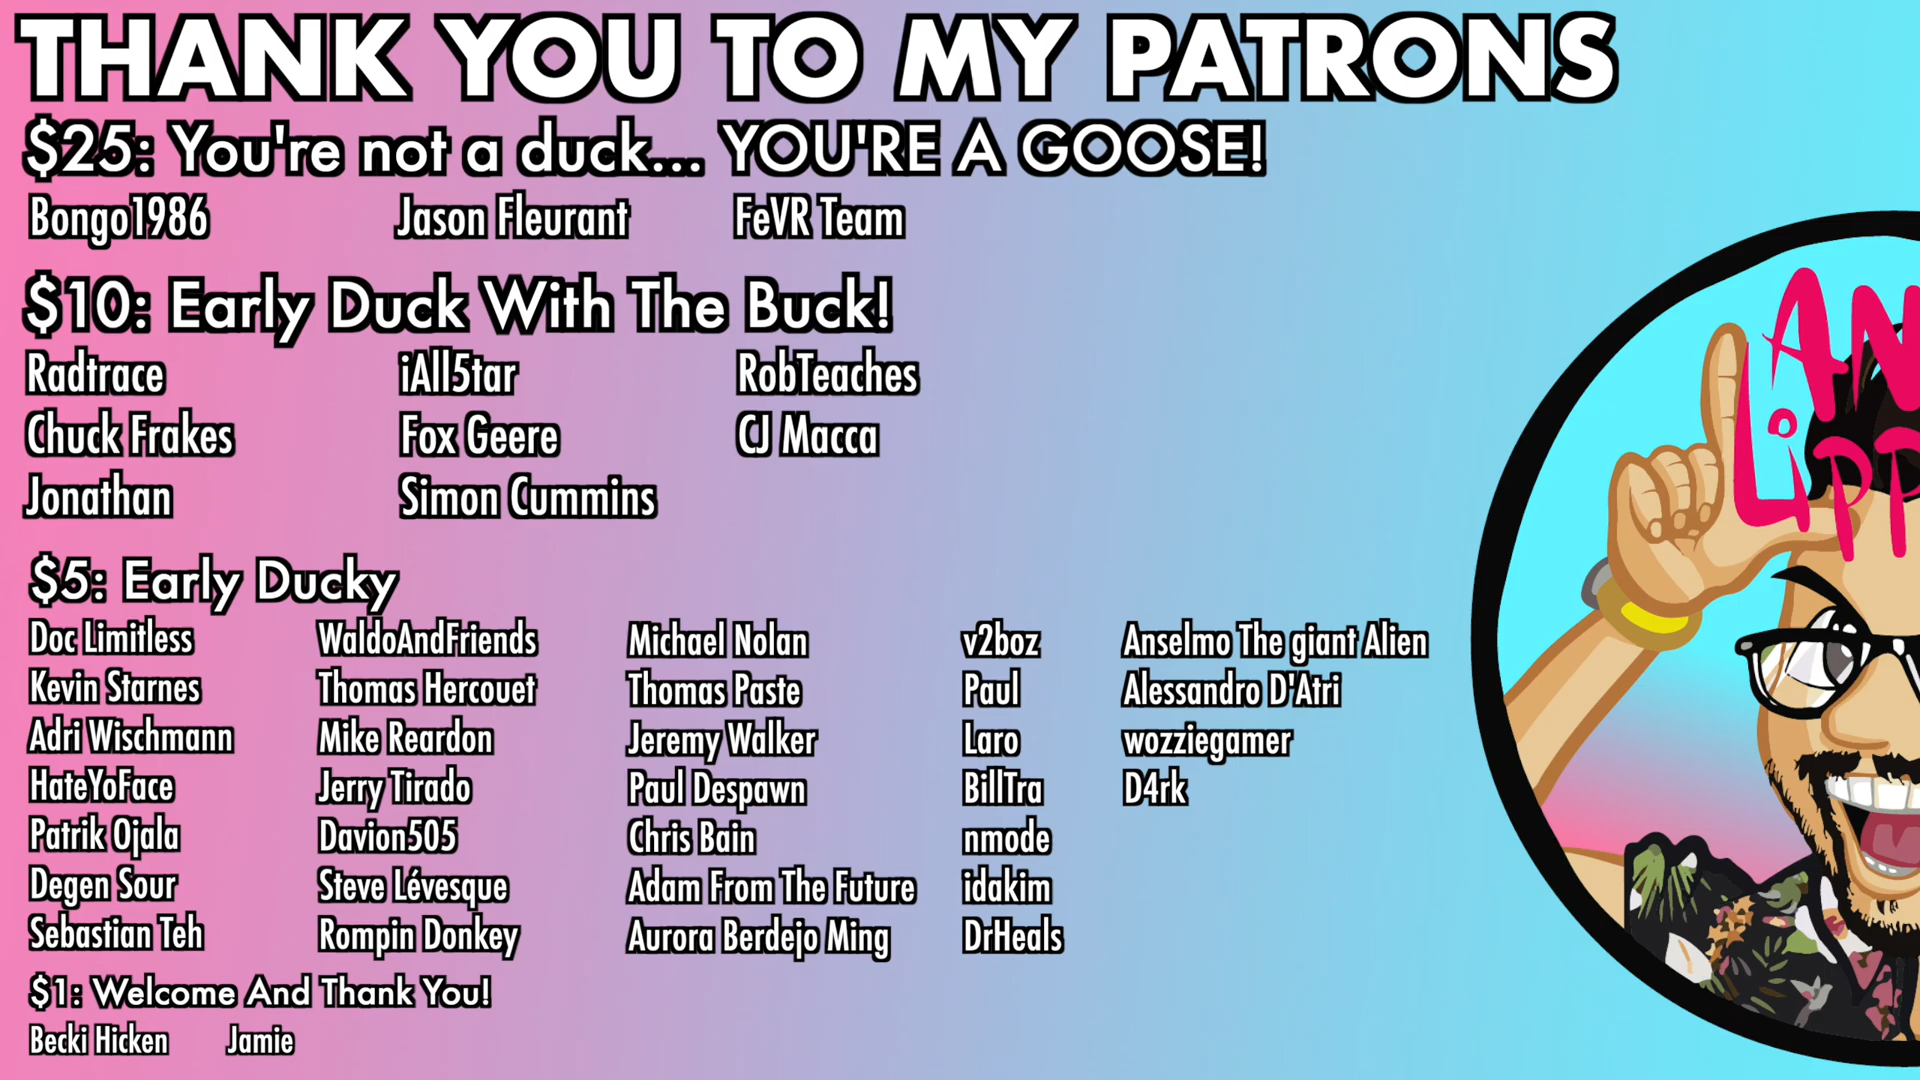 THANK YOU TO MY PATRONS
$25: You're not a duck... YOU'RE A GOOSE!
Bongo1986 Jason Fleurant FeVR Team
$10: Early Duck With The Buck!
Radtrace iAll5tar RobTeaches
Chuck Frakes Fox Geere CJ Macca
Jonathan Simon Cummins
$5: Early Ducky
Doc Limitless WaldoAndFriends Michael Nolan v2boz Anselmo The giant Alien
Kevin Starnes Thomas Hercouet Thomas Paste Paul Alessandro D'Atri
Adri Wischmann Mike Reardon Jeremy Walker Laro wozziegamer
HateYoFace Jerry Tirado Paul Despawn BillTra D4rk
Patrik Ojala Davion505 Chris Bain nmode
Degen Sour Steve Lévesque Adam From The Future idakim
Sebastian Teh Rompin Donkey Aurora Berdejo Ming DrHeals
$1: Welcome And Thank You!
Becki Hicken Jamie